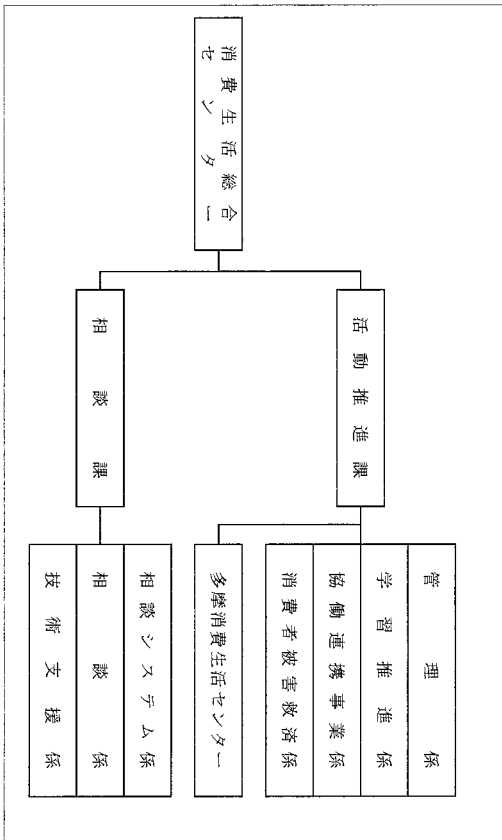 消費生活総合
センター
活動推進課
管理係
学習推進係
協働連携事業係
消費者被害救済係
多摩消費生活センター
相談課
相談システム係
相談係
技術支援係